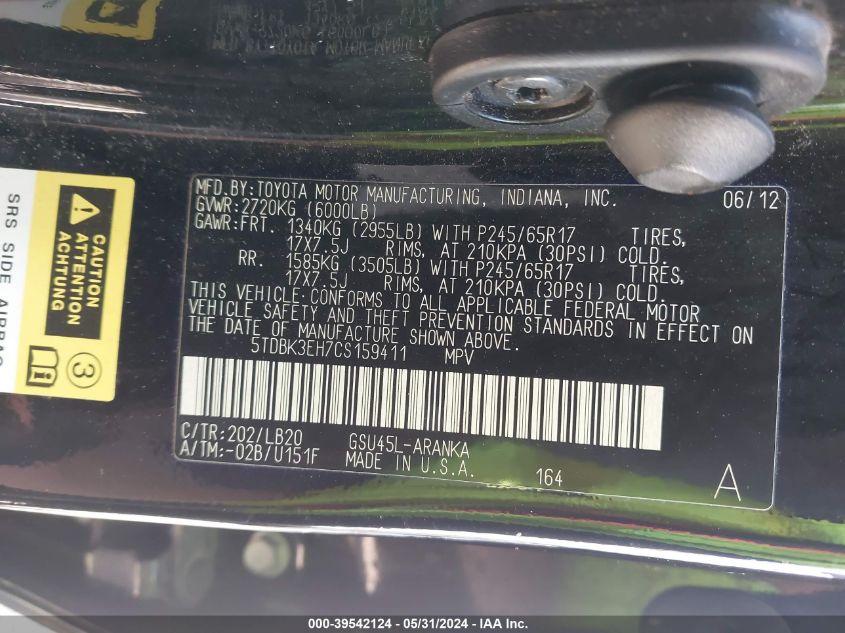 MFD.BY:TOYOTA MOTOR MANUFACTURING, INDIANA, INC. 06/12
GVWR:2720KG (6000LB)
GAWR:FRT. 1340KG (2955LB) WITH P245/65R17 TIRES,
17X7.5J RIMS, AT 210KPA (30PSI) COLD.
RR. 1585KG (3505LB) WITH P245/65R17 TIRES,
17X7.5J RIMS, AT 210KPA (30PSI) COLD.
THIS VEHICLE CONFORMS TO ALL APPLICABLE FEDERAL MOTOR
VEHICLE SAFETY AND THEFT PREVENTION STANDARDS IN EFFECT ON
THE DATE OF MANUFACTURE SHOWN ABOVE.
5TDBK3EH7CS159411 MPV
C/TR:202/LB20 GSU45L-ARANKA
A/TM:-02B/U151F MADE IN U.S.A. 164 A
CAUTION
ACHTUNG
ATTENTION
3
SRS SIDE AIRBAG
000-39542124 - 05/31/2024 - IAA Inc.